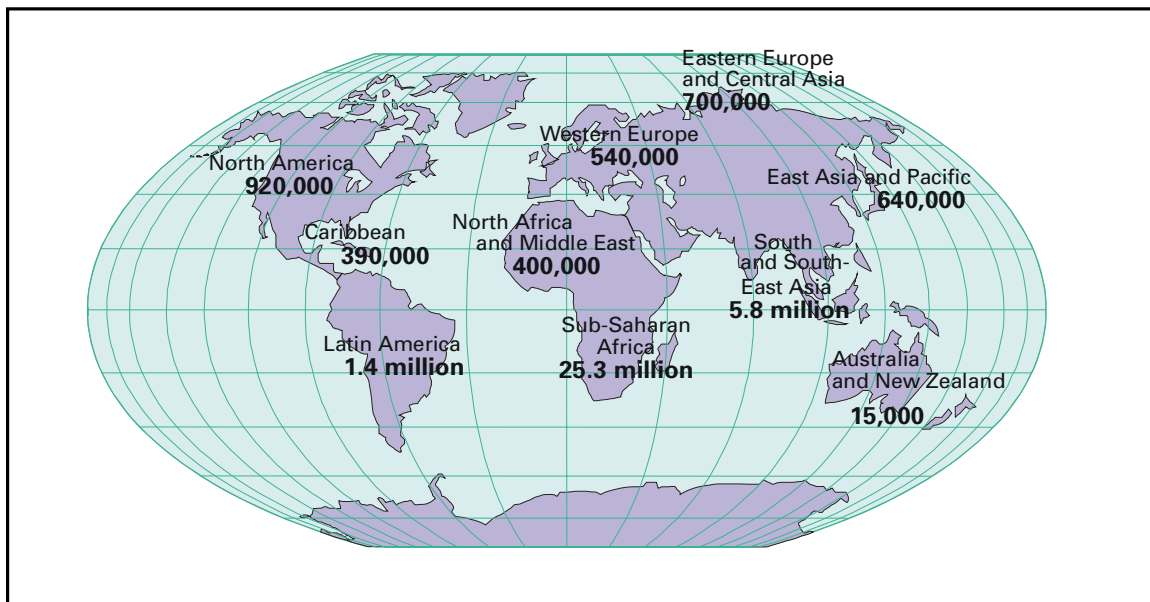 Eastern Europe
and Central Asia
700,000
Western Europe
540,000
North America
920,000
East Asia and Pacific
640,000
Caribbean
390,000
North Africa
and Middle East
400,000
South
and South-
East Asia
5.8 million
Latin America
1.4 million
Sub-Saharan
Africa
25.3 million
Australia
and New Zealand
15,000